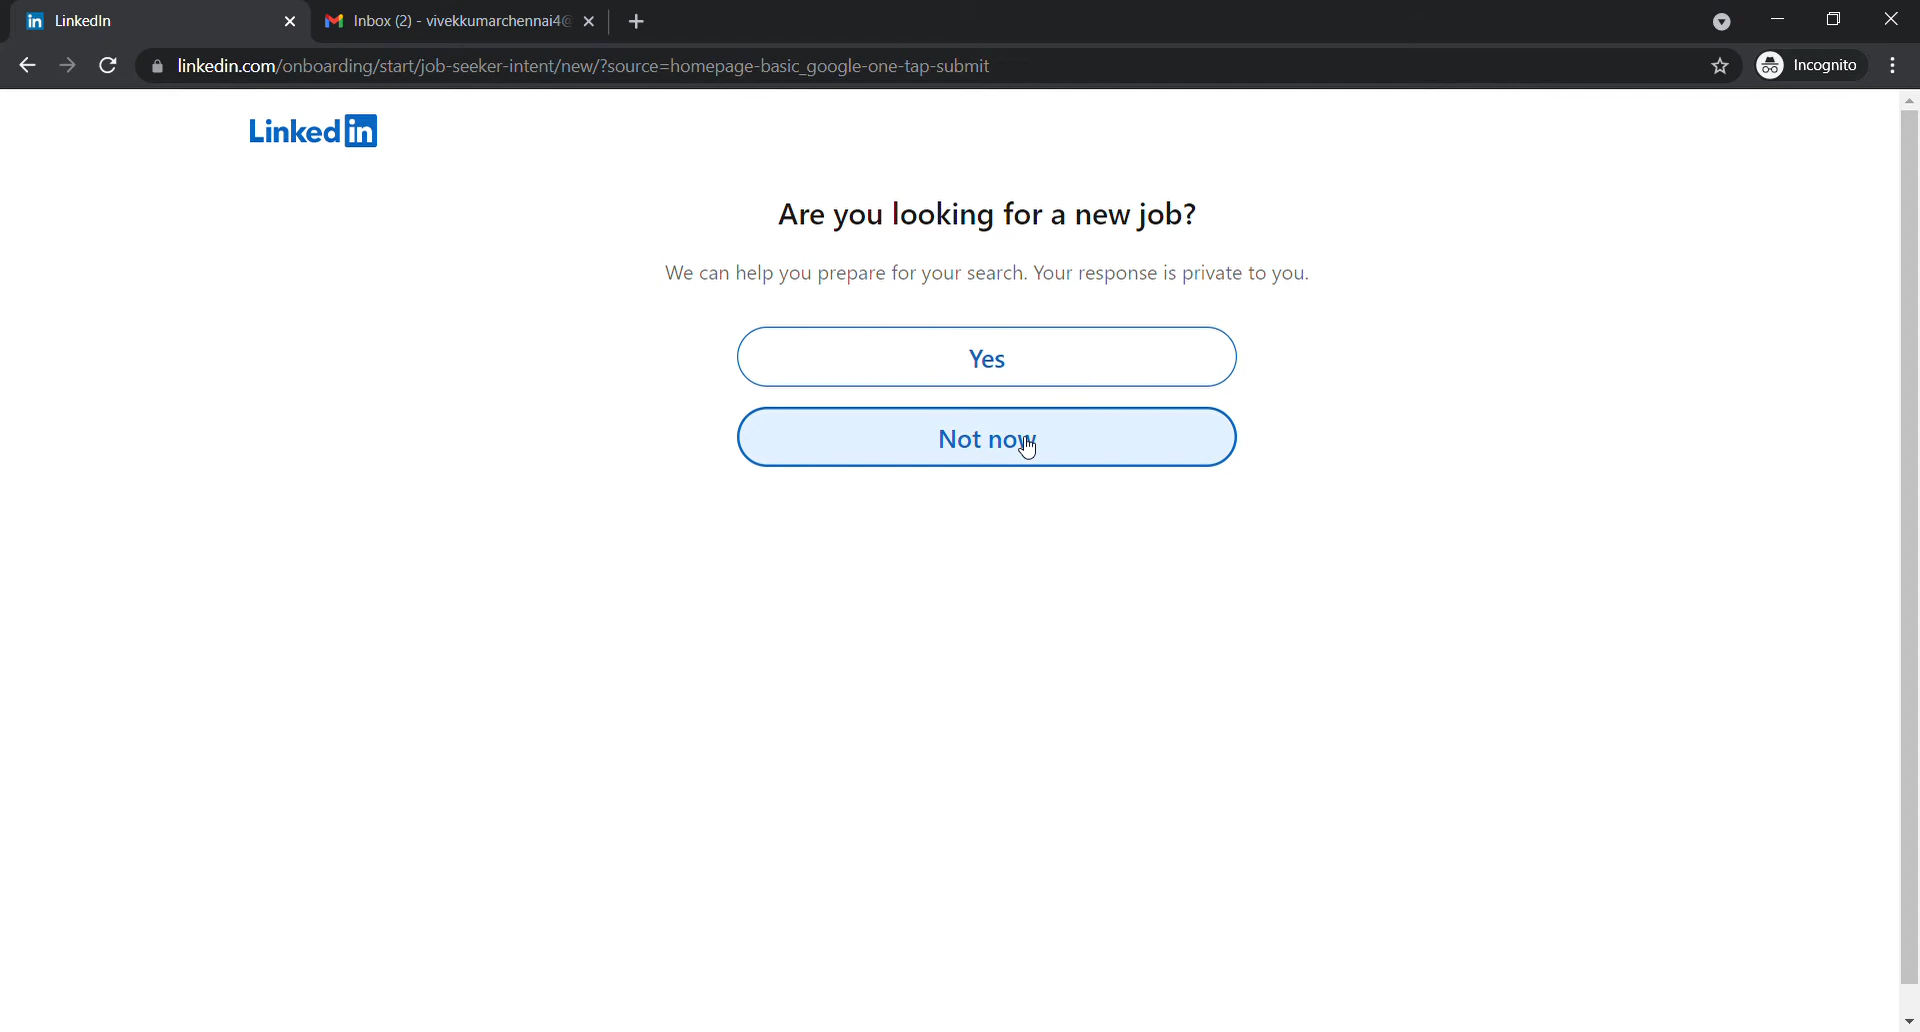 LinkedIn
Inbox (2) - vivekkumarchennai4@
linkedin.com/onboarding/start/job-seeker-intent/new/?source=homepage-basic_google-one-tap-submit
Incognito
Linked in
Are you looking for a new job?
We can help you prepare for your search. Your response is private to you.
Yes
Not now